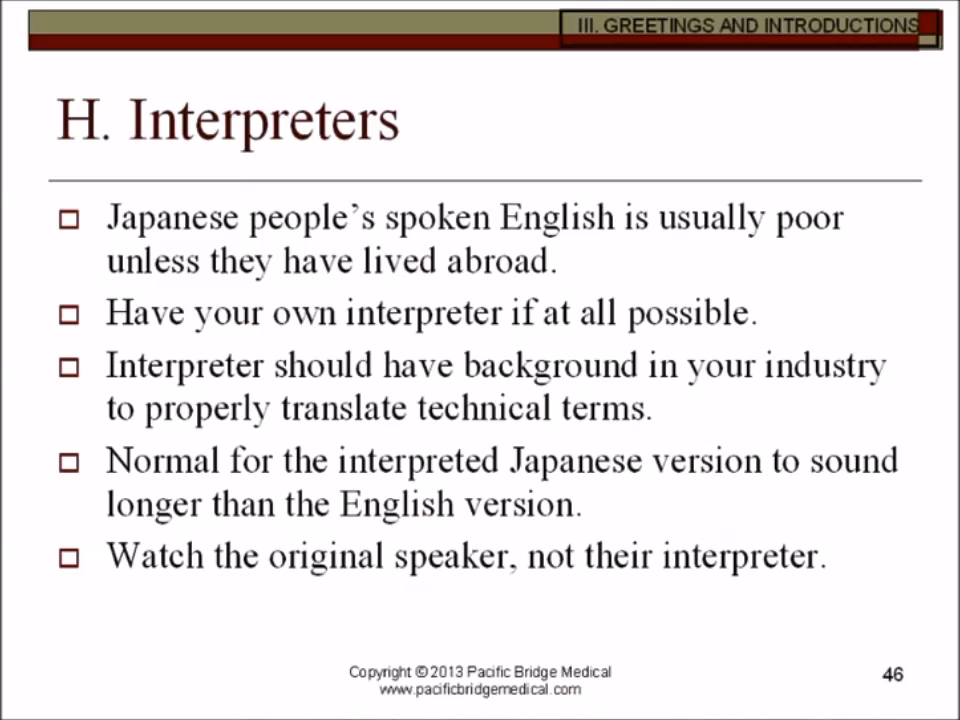 III. GREETINGS AND INTRODUCTIONS
H. Interpreters
Japanese people's spoken English is usually poor
unless they have lived abroad.
Have your own interpreter if at all possible.
Interpreter should have background in your industry
to properly translate technical terms.
Normal for the interpreted Japanese version to sound
longer than the English version.
Watch the original speaker, not their interpreter.
Copyright © 2013 Pacific Bridge Medical
www.pacificbridgemedical.com
46